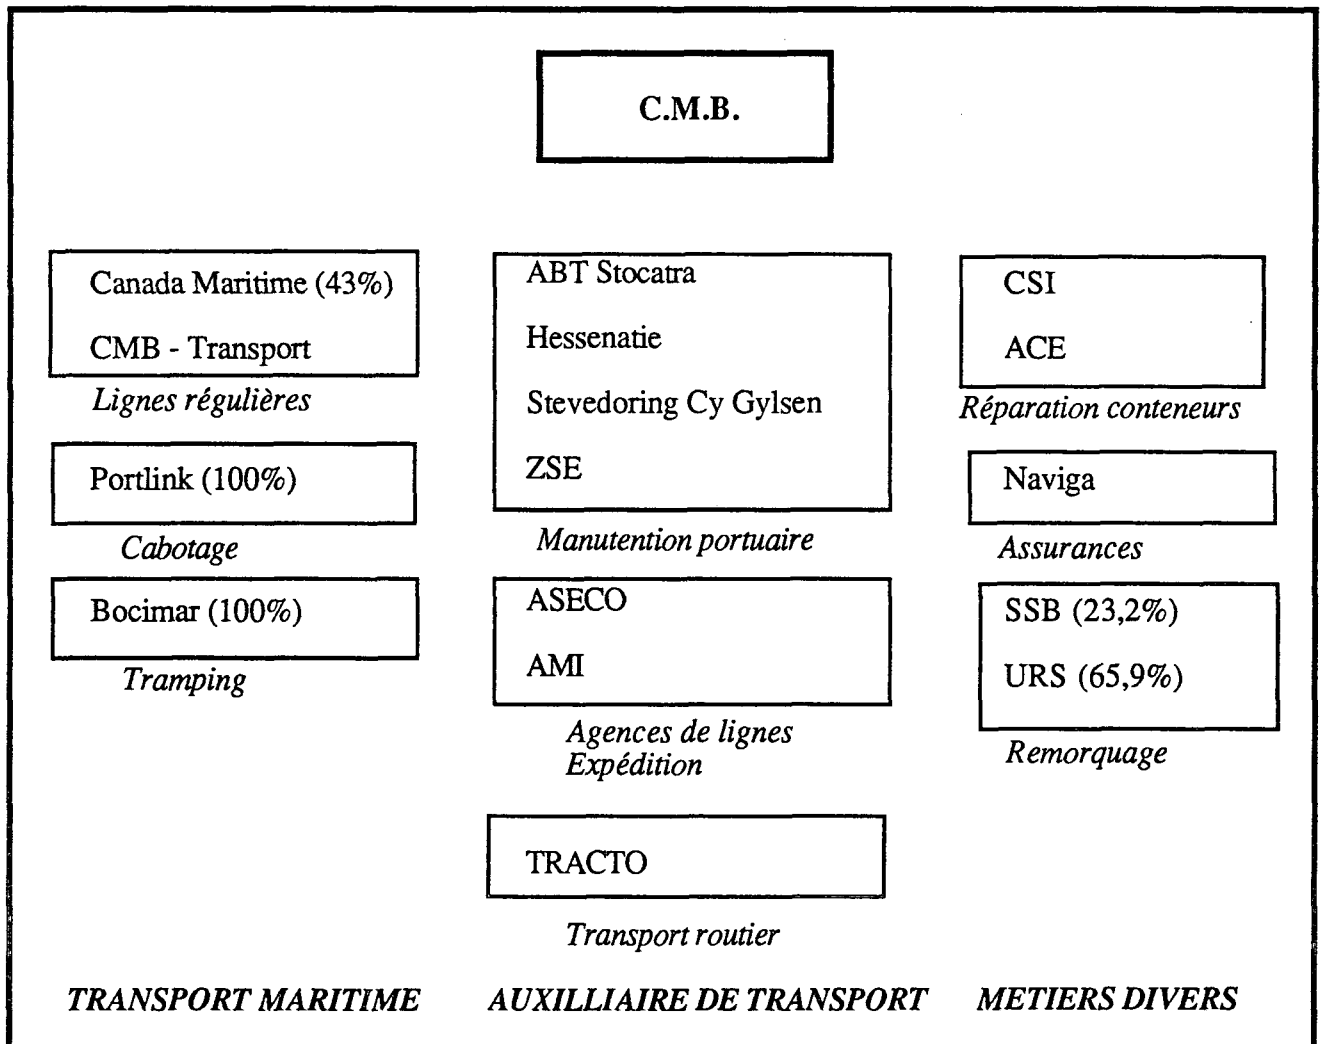 C.M.B.
Canada Maritime (43%)
CMB - Transport
Lignes régulières
Portlink (100%)
Cabotage
Bocimar (100%)
Tramping
ABT Stocatra
Hessenatie
Stevedoring Cy Gylsen
ZSE
Manutention portuaire
ASECO
AMI
Agences de lignes
Expédition
TRACTO
Transport routier
CSI
ACE
Réparation conteneurs
Naviga
Assurances
SSB (23,2%)
URS (65,9%)
Remorquage
TRANSPORT MARITIME
AUXILLIAIRE DE TRANSPORT
METIERS DIVERS